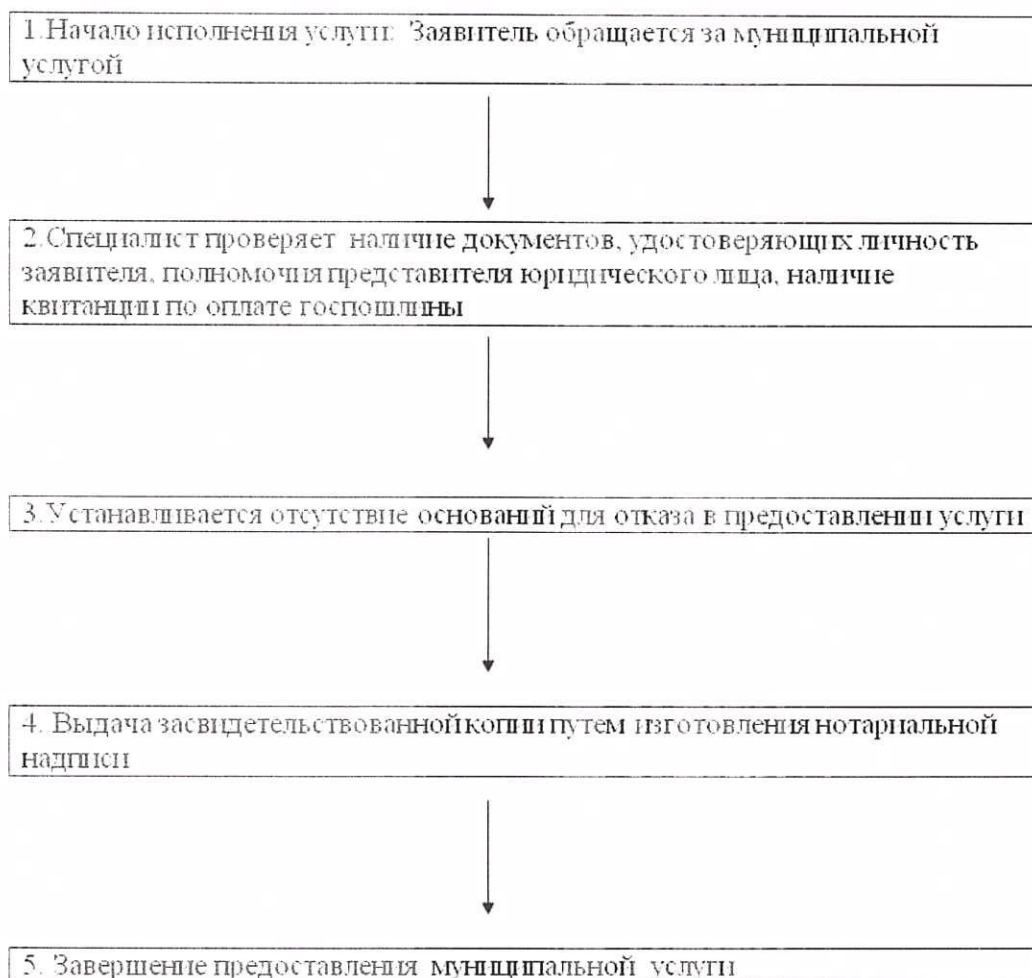 1.Начало исполнения услуги: Заявитель обращается за муниципальной
услугой
2.Специалист проверяет наличие документов, удостоверяющих личность
заявителя, полномочия представителя юридического лица, наличие
квитанции по оплате госпошлины
3.Устанавливается отсутствие оснований для отказа в предоставлении услуги
4. Выдача засвидетельствованной копии путем изготовления нотариальной
надписи
5. Завершение предоставления муниципальной услуги